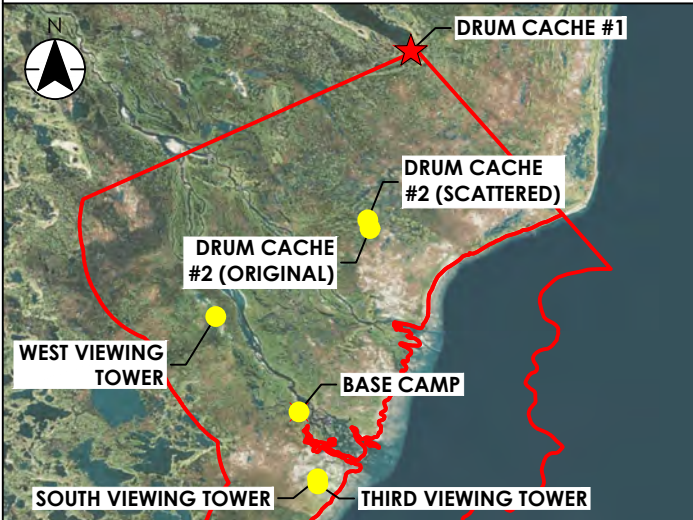 DRUM CACHE #1
N
DRUM CACHE
#2 (SCATTERED)
DRUM CACHE
#2 (ORIGINAL)
WEST VIEWING
TOWER
BASE CAMP
SOUTH VIEWING TOWER
THIRD VIEWING TOWER